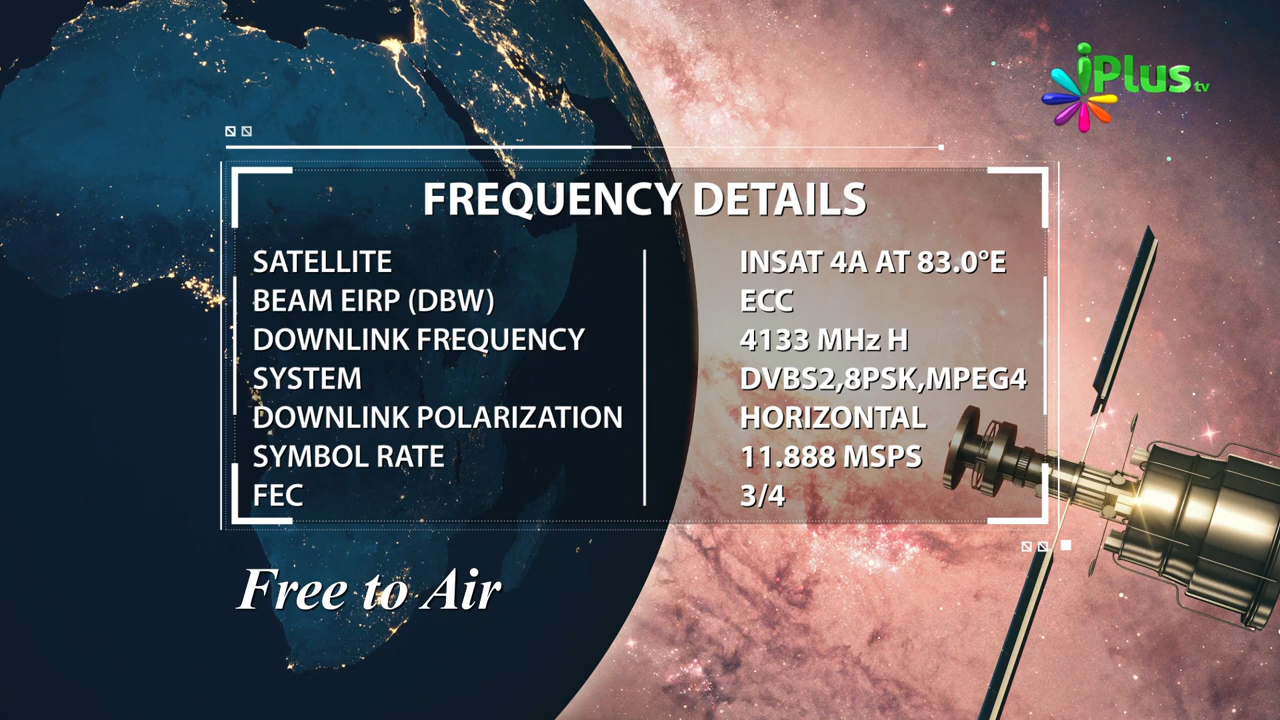 iPlus tv
FREQUENCY DETAILS
SATELLITE INSAT 4A AT 83.0°E
BEAM EIRP (DBW) ECC
DOWNLINK FREQUENCY 4133 MHz H
SYSTEM DVBS2,8PSK,MPEG4
DOWNLINK POLARIZATION HORIZONTAL
SYMBOL RATE 11.888 MSPS
FEC 3/4
Free to Air